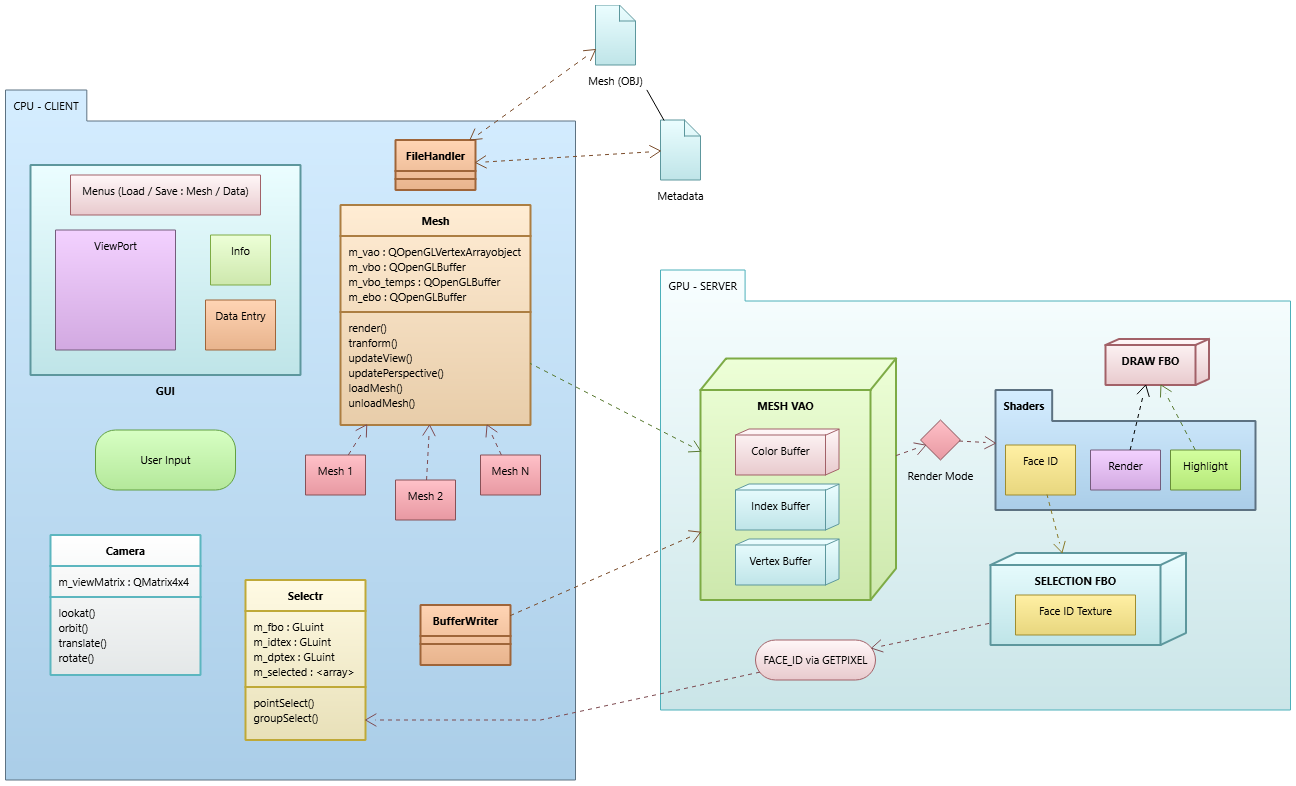 Mesh (OBJ)
Metadata
CPU - CLIENT
Menus (Load / Save : Mesh / Data)
ViewPort
Info
Data Entry
GUI
User Input
FileHandler
Mesh
m_vao : QOpenGLVertexArrayobject
m_vbo : QOpenGLBuffer
m_vbo_temps : QOpenGLBuffer
m_ebo : QOpenGLBuffer
render()
tranform()
updateView()
updatePerspective()
loadMesh()
unloadMesh()
Mesh 1
Mesh 2
Mesh N
Camera
m_viewMatrix : QMatrix4x4
lookat()
orbit()
translate()
rotate()
Selectr
m_fbo : GLuint
m_idtex : GLuint
m_dptex : GLuint
m_selected : <array>
pointSelect()
groupSelect()
BufferWriter
GPU - SERVER
MESH VAO
Color Buffer
Index Buffer
Vertex Buffer
Render Mode
DRAW FBO
Shaders
Face ID
Render
Highlight
SELECTION FBO
Face ID Texture
FACE_ID via GETPIXEL